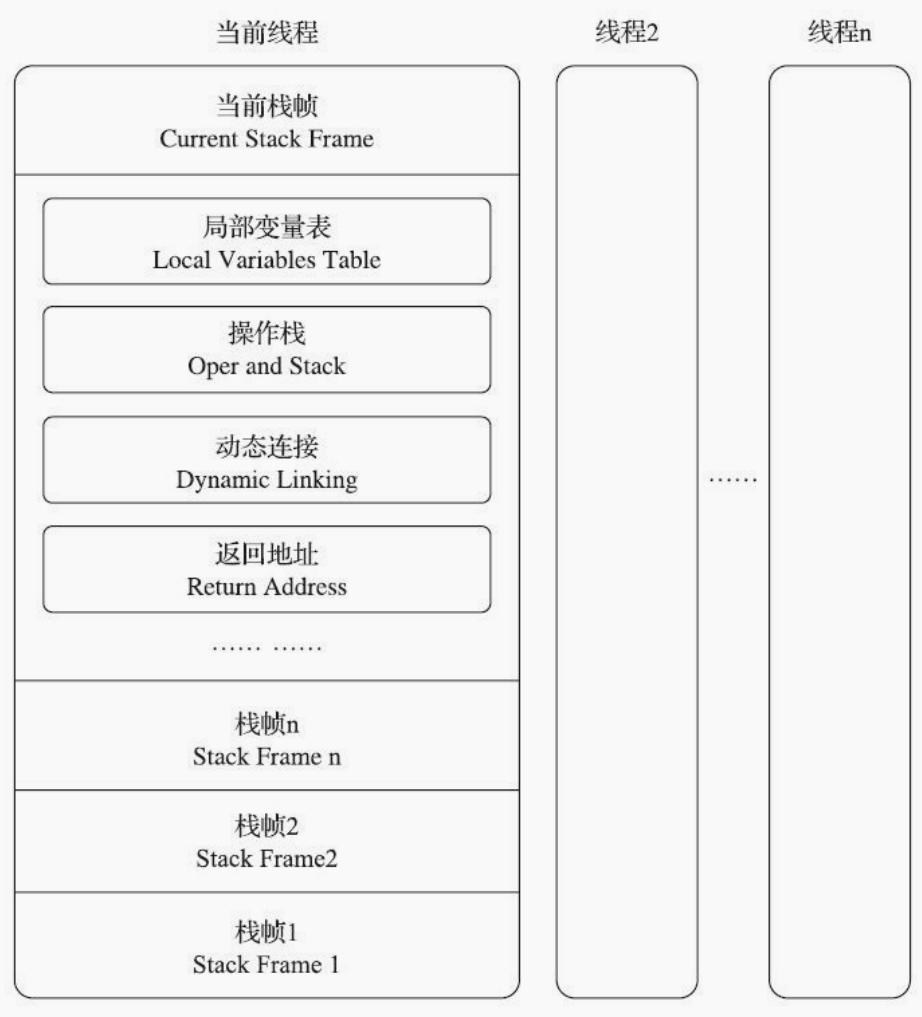 当前线程
线程2
线程n
当前栈帧
Current Stack Frame
局部变量表
Local Variables Table
操作栈
Oper and Stack
动态连接
Dynamic Linking
……
返回地址
Return Address
…… ……
栈帧n
Stack Frame n
栈帧2
Stack Frame2
栈帧1
Stack Frame 1